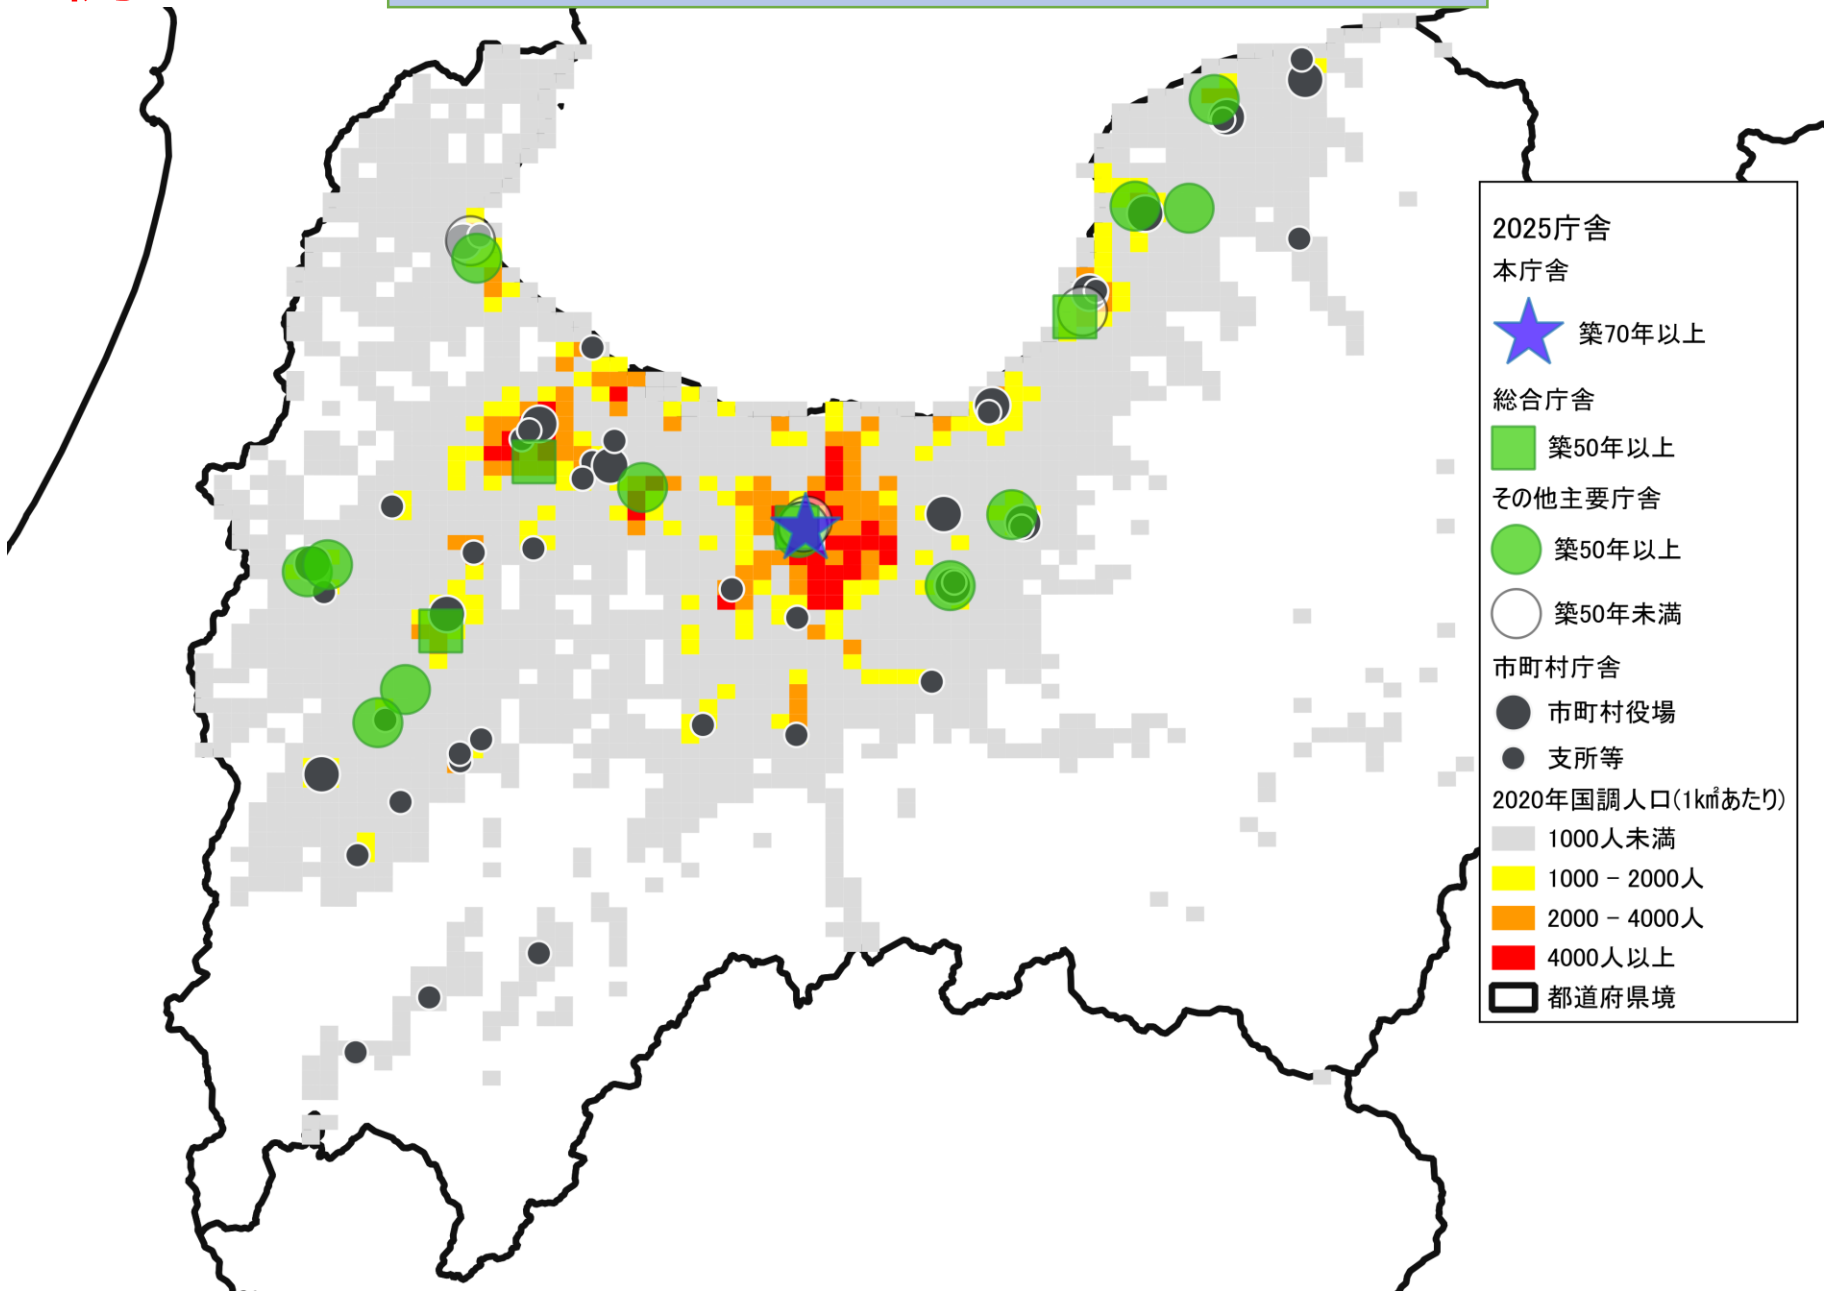 2025庁舎
本庁舎
築70年以上
総合庁舎
築50年以上
その他主要庁舎
築50年以上
築50年未満
市町村庁舎
市町村役場
支所等
2020年国調人口(1k㎡あたり)
1000人未満
1000 - 2000人
2000 - 4000人
4000人以上
都道府県境